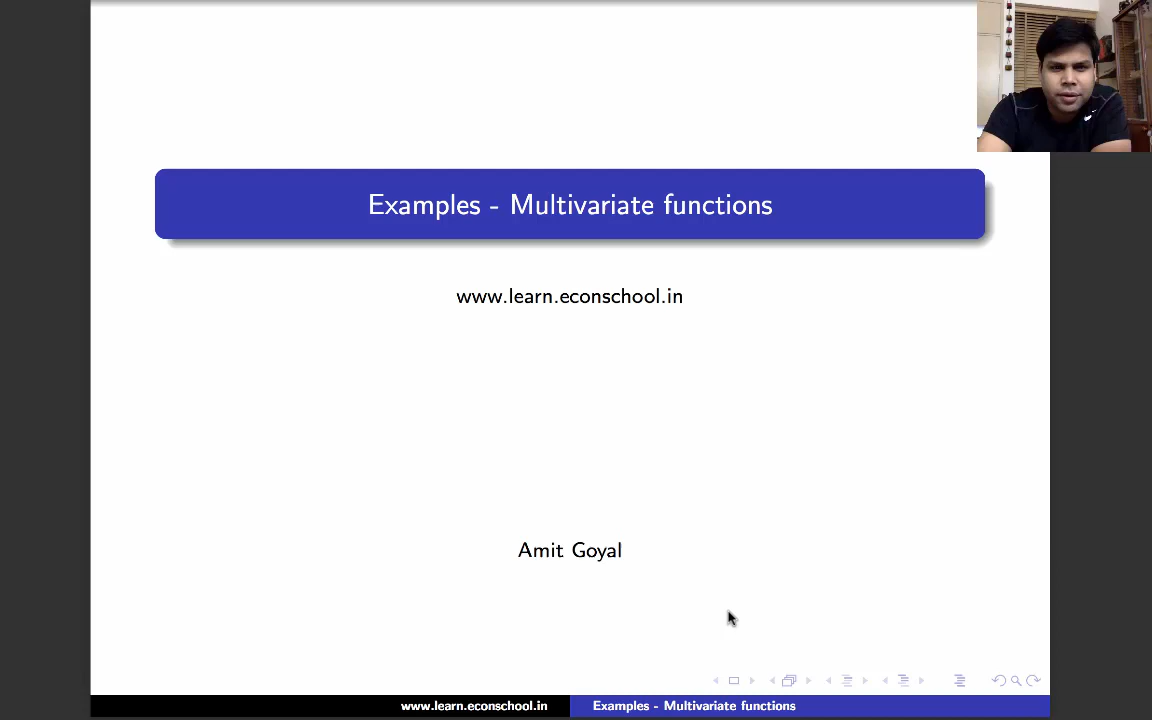 Examples - Multivariate functions
www.learn.econschool.in
Amit Goyal
www.learn.econschool.in
Examples - Multivariate functions